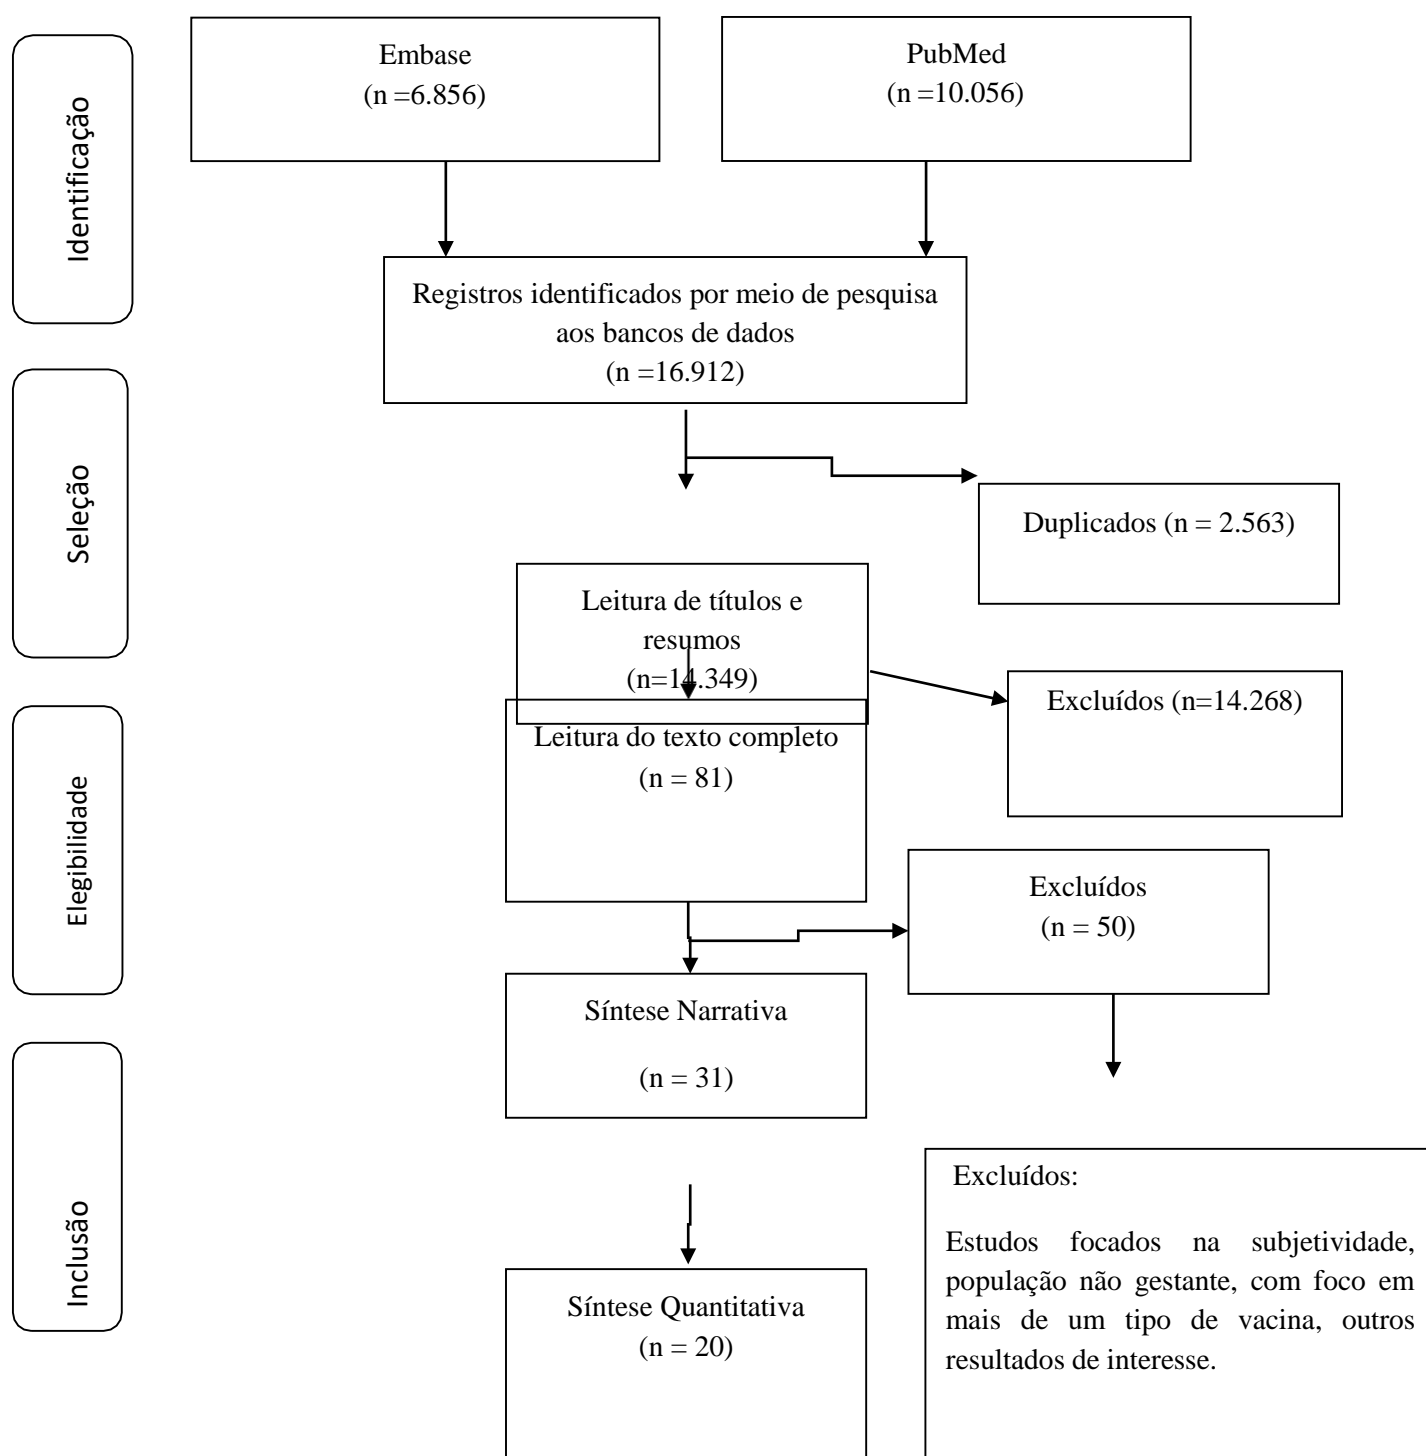 Identificação
Embase
(n =6.856)
PubMed
(n =10.056)
Registros identificados por meio de pesquisa
aos bancos de dados
(n =16.912)
Seleção
Duplicados (n = 2.563)
Leitura de títulos e
resumos
(n=14.349)
Excluídos (n=14.268)
Elegibilidade
Leitura do texto completo
(n = 81)
Excluídos
(n = 50)
Síntese Narrativa
(n = 31)
Inclusão
Excluídos:
Estudos focados na subjetividade,
população não gestante, com foco em
mais de um tipo de vacina, outros
resultados de interesse.
Síntese Quantitativa
(n = 20)